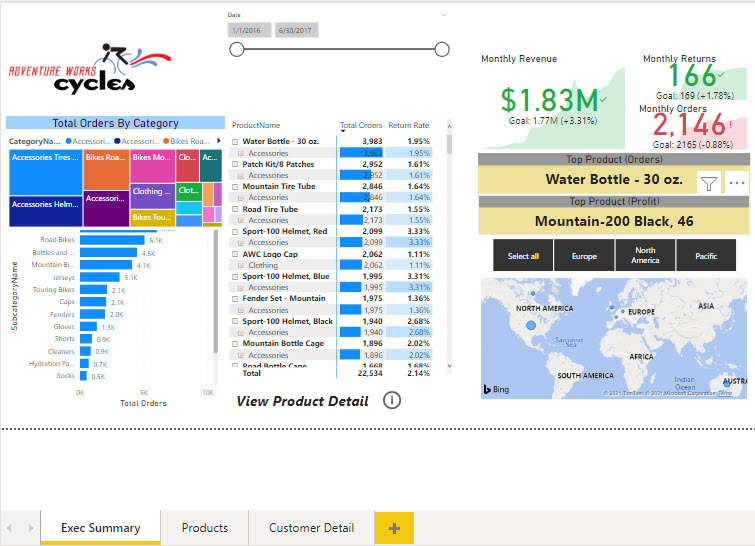 Date
1/1/2016
6/30/2017
ADVENTURE WORKS
cycles
Total Orders By Category
CategoryNa...
Accessori...
Accessori...
Bikes Roa...
Accessories Tires ...
Bikes Roa...
Bikes Mo...
Clo...
Ac...
Accessories Helm...
Accessori...
Clothing ...
Clot...
Bikes Tou...
SubcategoryName
Road Bikes 5.1K
Bottles and ... 4.5K
Mountain Bi... 4.1K
Jerseys 3.1K
Touring Bikes 2.1K
Caps 2.1K
Fenders 2.0K
Gloves 1.3K
Shorts 0.9K
Cleaners 0.9K
Hydration Pa... 0.7K
Socks 0.5K
0K 5K 10K
Total Orders
ProductName Total Orders Return Rate
Water Bottle - 30 oz. 3,983 1.95%
Accessories 3,983 1.95%
Patch Kit/8 Patches 2,952 1.61%
Accessories 2,952 1.61%
Mountain Tire Tube 2,846 1.64%
Accessories 2,846 1.64%
Road Tire Tube 2,173 1.55%
Accessories 2,173 1.55%
Sport-100 Helmet, Red 2,099 3.33%
Accessories 2,099 3.33%
AWC Logo Cap 2,062 1.11%
Clothing 2,062 1.11%
Sport-100 Helmet, Blue 1,995 3.31%
Accessories 1,995 3.31%
Fender Set - Mountain 1,975 1.36%
Accessories 1,975 1.36%
Sport-100 Helmet, Black 1,940 2.68%
Accessories 1,940 2.68%
Mountain Bottle Cage 1,896 2.02%
Accessories 1,896 2.02%
Road Bottle Cage 1,668 1.68%
Total 22,534 2.14%
View Product Detail
Monthly Revenue
$1.83M
Goal: 1.77M (+3.31%)
Monthly Returns
166
Goal: 169 (+1.78%)
Monthly Orders
2,146!
Goal: 2165 (-0.88%)
Top Product (Orders)
Water Bottle - 30 oz.
Top Product (Profit)
Mountain-200 Black, 46
Select all
Europe
North
America
Pacific
NORTH AMERICA
EUROPE
ASIA
Sargasso
Sea
AFRICA
SOUTH AMERICA
Indian
Ocean
AUSTRA
Bing
© 2021 TomTom, © 2021 Microsoft Corporation Terms
Exec Summary
Products
Customer Detail
+